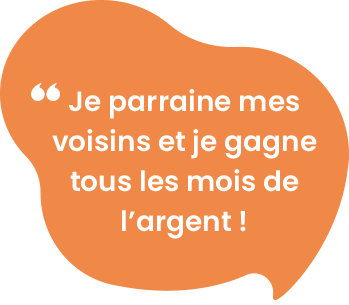 “ Je parraine mes
voisins et je gagne
tous les mois de
l’argent !